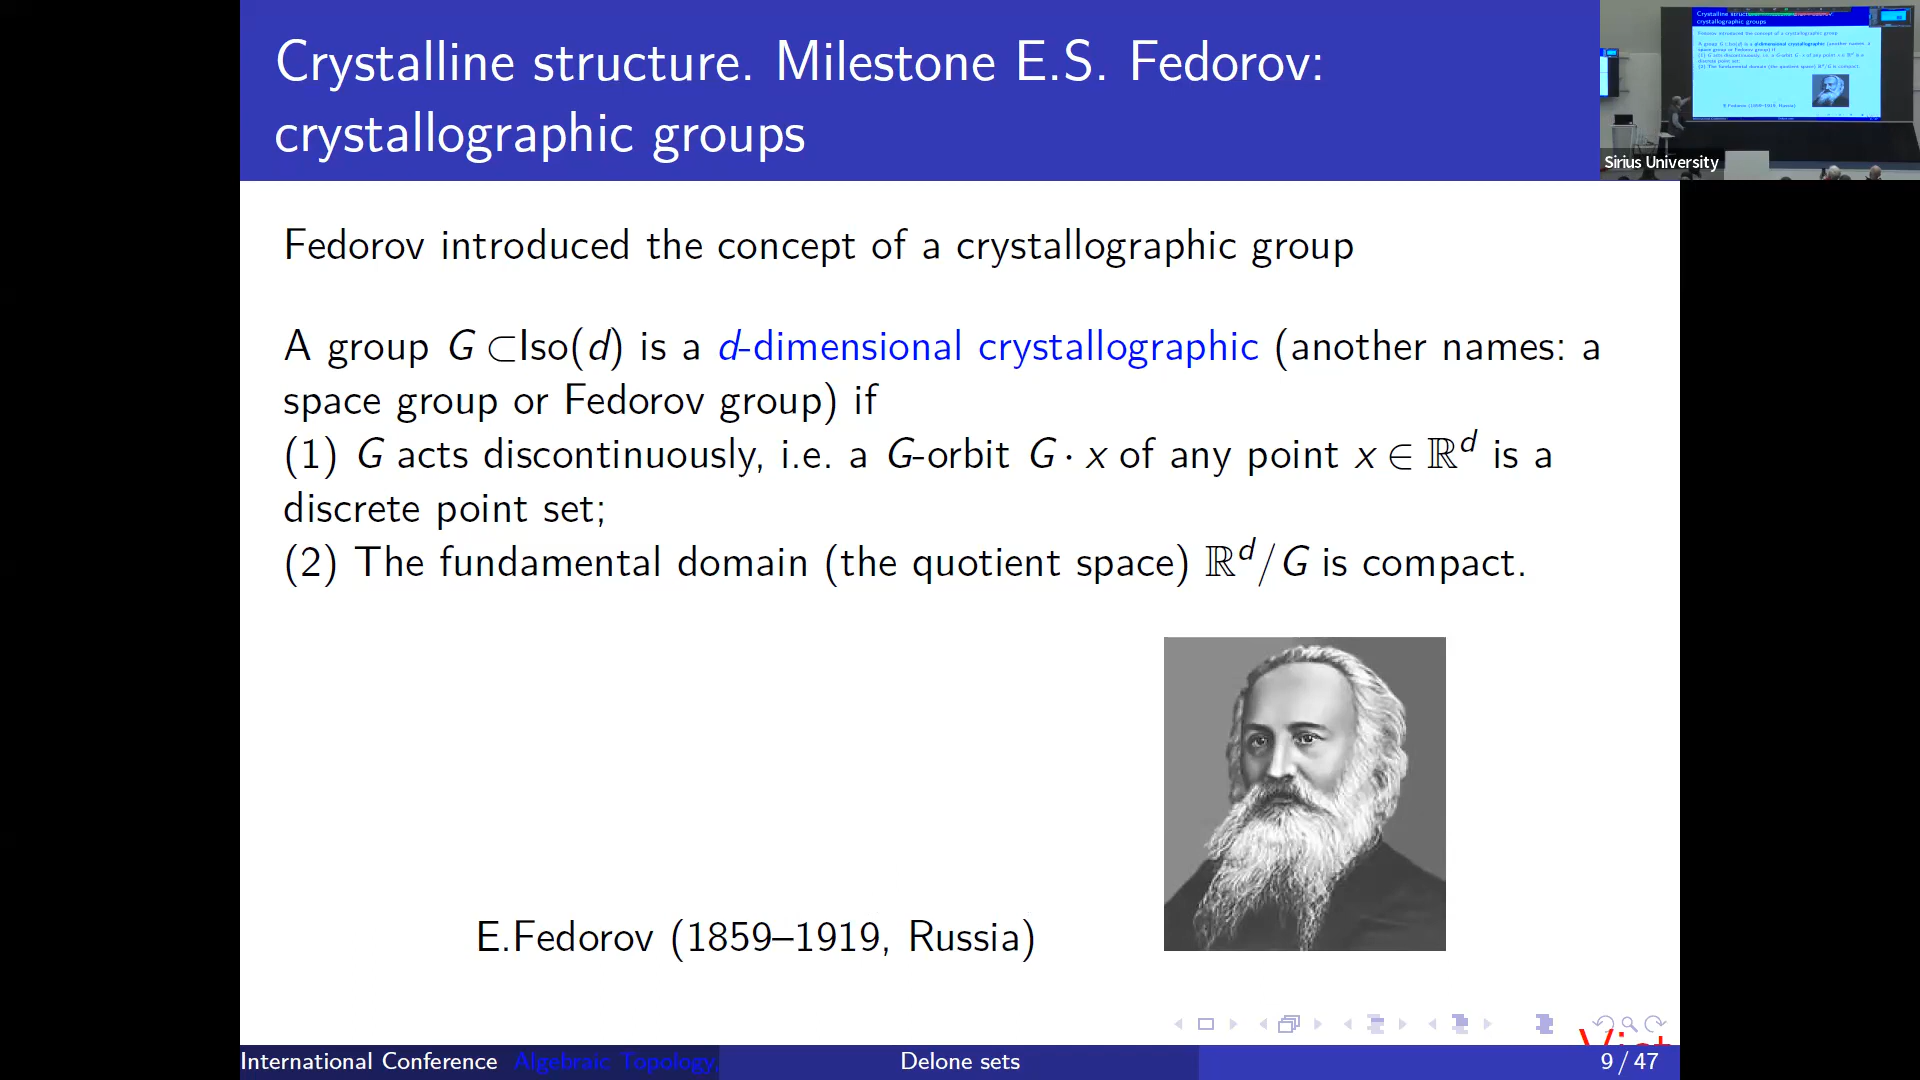 Crystalline structure. Milestone E.S. Fedorov:
crystallographic groups
Sirius University
Fedorov introduced the concept of a crystallographic group
A group G ⊂Iso(d) is a d-dimensional crystallographic (another names: a
space group or Fedorov group) if
(1) G acts discontinuously, i.e. a G-orbit G · x of any point x ∈ ℝᵈ is a
discrete point set;
(2) The fundamental domain (the quotient space) ℝᵈ/G is compact.
E.Fedorov (1859–1919, Russia)
International Conference Algebraic Topology,
Delone sets
9 / 47